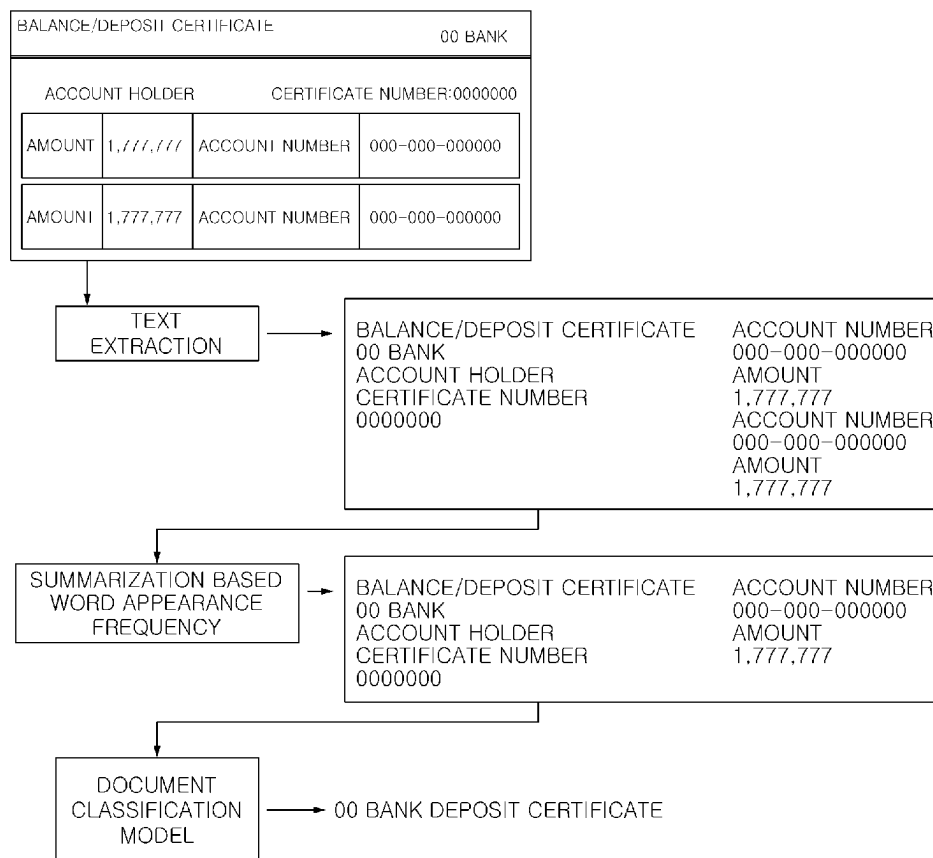 BALANCE/DEPOSIT CERTIFICATE
00 BANK
ACCOUNT HOLDER
CERTIFICATE NUMBER:0000000
AMOUNT 1,777,777 ACCOUNT NUMBER 000-000-000000
AMOUNT 1,777,777 ACCOUNT NUMBER 000-000-000000
TEXT
EXTRACTION
BALANCE/DEPOSIT CERTIFICATE
00 BANK
ACCOUNT HOLDER
CERTIFICATE NUMBER
0000000
ACCOUNT NUMBER
000-000-000000
AMOUNT
1,777,777
ACCOUNT NUMBER
000-000-000000
AMOUNT
1,777,777
SUMMARIZATION BASED
WORD APPEARANCE
FREQUENCY
BALANCE/DEPOSIT CERTIFICATE
00 BANK
ACCOUNT HOLDER
CERTIFICATE NUMBER
0000000
ACCOUNT NUMBER
000-000-000000
AMOUNT
1,777,777
DOCUMENT
CLASSIFICATION
MODEL
00 BANK DEPOSIT CERTIFICATE